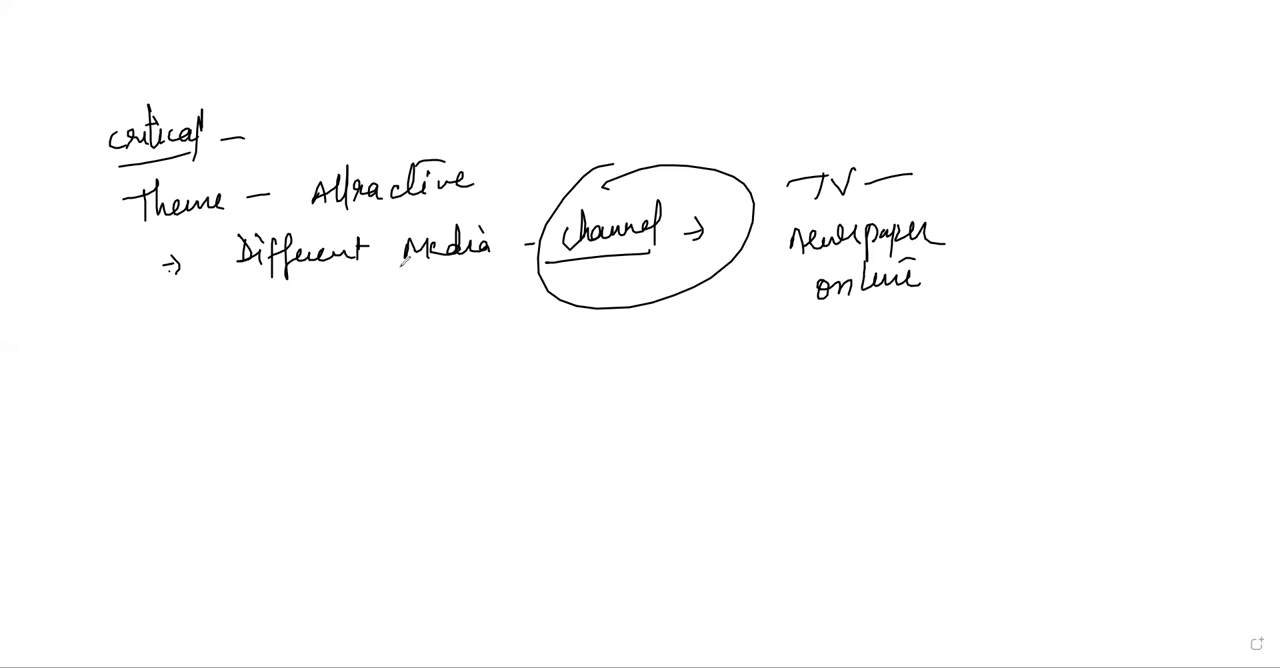 critical -
Theme - Attractive
→ Different Media - channel →
- TV -
newspaper
online